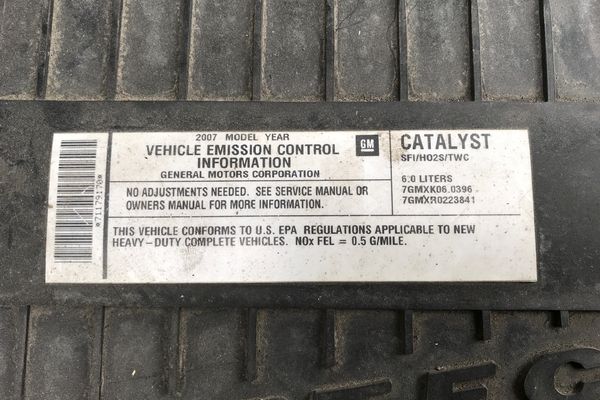 *71179170*
2007 MODEL YEAR
VEHICLE EMISSION CONTROL
INFORMATION
GENERAL MOTORS CORPORATION
GM
CATALYST
SFI/HO2S/TWC
6.0 LITERS
7GMXK06.0396
7GMXR0223841
NO ADJUSTMENTS NEEDED. SEE SERVICE MANUAL OR
OWNERS MANUAL FOR MORE INFORMATION.
THIS VEHICLE CONFORMS TO U.S. EPA REGULATIONS APPLICABLE TO NEW
HEAVY-DUTY COMPLETE VEHICLES. NOx FEL = 0.5 G/MILE.